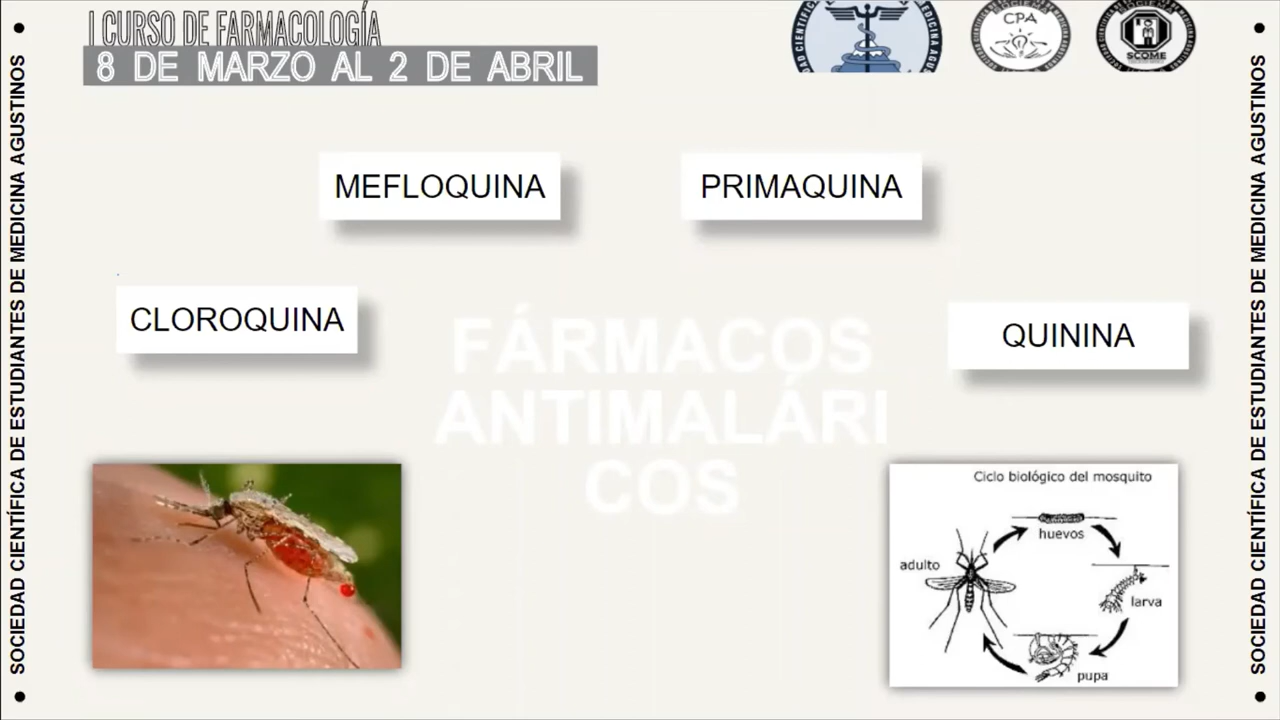 I CURSO DE FARMACOLOGÍA
8 DE MARZO AL 2 DE ABRIL
CPA
SCOME
SOCIEDAD CIENTÍFICA DE ESTUDIANTES DE MEDICINA AGUSTINOS
MEFLOQUINA
PRIMAQUINA
CLOROQUINA
QUININA
FÁRMACOS
ANTIMALÁRI
COS
Ciclo biológico del mosquito
huevos
adulto
larva
pupa
SOCIEDAD CIENTÍFICA DE ESTUDIANTES DE MEDICINA AGUSTINOS